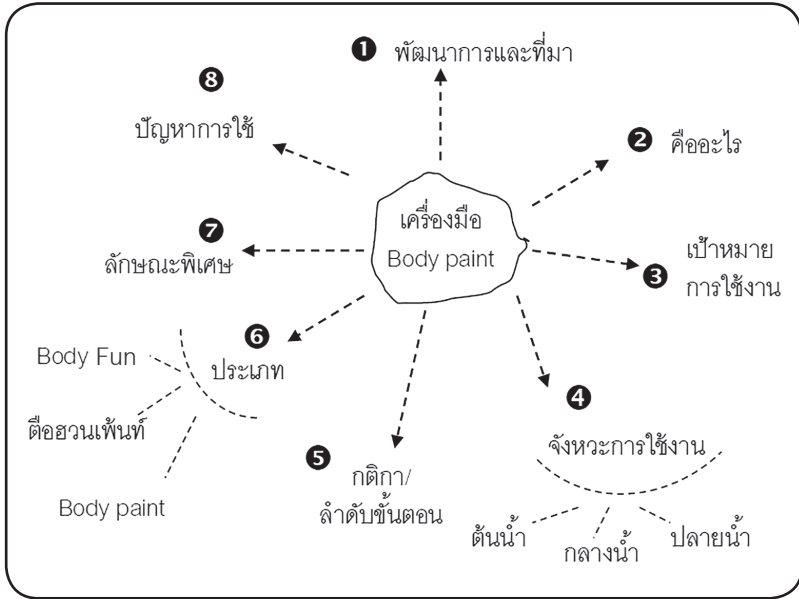 เครื่องมือ
Body paint
❶ พัฒนาการและที่มา
❷ คืออะไร
❸ เป้าหมาย
การใช้งาน
❹
จังหวะการใช้งาน
ต้นน้ำ
กลางน้ำ
ปลายน้ำ
❺ กติกา/
ลำดับขั้นตอน
❻
ประเภท
Body Fun
ตือฮวนเพ้นท์
Body paint
❼
ลักษณะพิเศษ
❽
ปัญหาการใช้